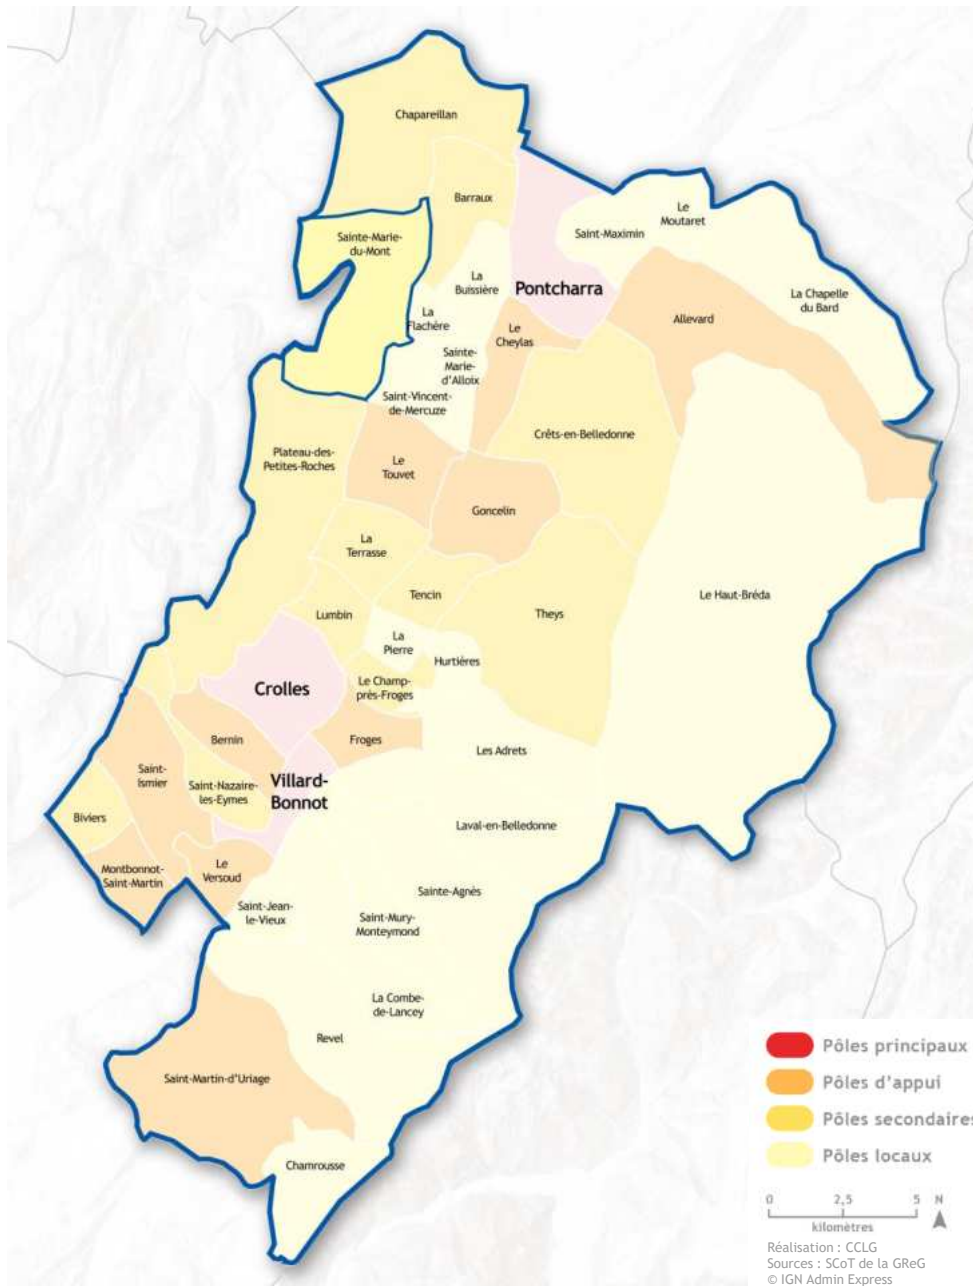 Chapareillan
Barraux
Le
Moutaret
Saint-Maximin
Sainte-Marie-
du-Mont
La
Buissière
Pontcharra
La Chapelle
du Bard
La
Flachère
Le
Cheylas
Allevard
Sainte-
Marie-
d'Alloix
Saint-Vincent-
de-Mercuze
Crêts-en-Belledonne
Plateau-des-
Petites-Roches
Le
Touvet
Goncelin
La
Terrasse
Tencin
Le Haut-Bréda
Lumbin
Theys
La
Pierre
Hurtières
Crolles
Le Champ-
près-Froges
Bernin
Froges
Les Adrets
Saint-
Ismier
Saint-Nazaire-
les-Eymes
Villard-
Bonnot
Biviers
Laval-en-Belledonne
Montbonnot-
Saint-Martin
Le
Versoud
Sainte-Agnès
Saint-Jean-
le-Vieux
Saint-Mury-
Monteymond
La Combe-
de-Lancey
Revel
Saint-Martin-d'Uriage
Chamrousse
Pôles principaux
Pôles d'appui
Pôles secondaires
Pôles locaux
0 2,5 5 N
kilomètres
Réalisation : CCLG
Sources : SCoT de la GReG
© IGN Admin Express